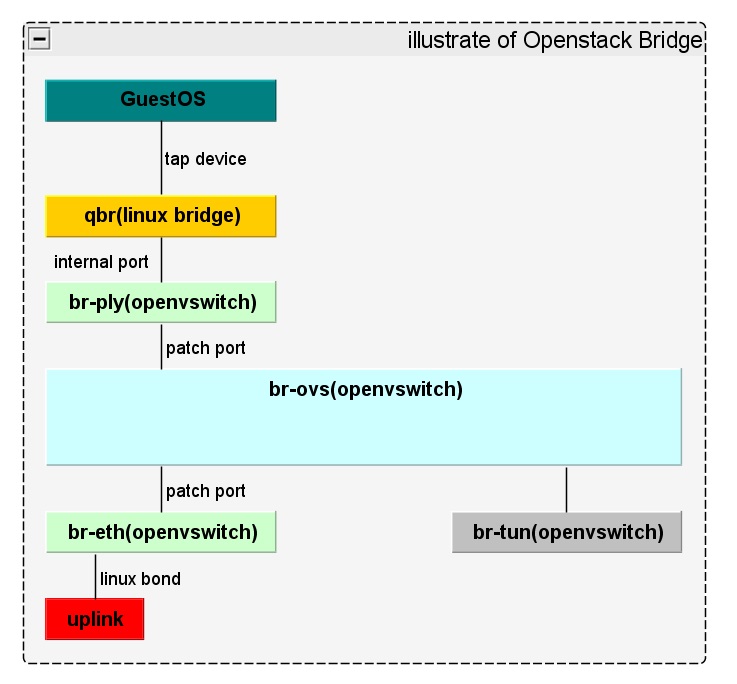 illustrate of Openstack Bridge
GuestOS
tap device
qbr(linux bridge)
internal port
br-ply(openvswitch)
patch port
br-ovs(openvswitch)
patch port
br-eth(openvswitch)
br-tun(openvswitch)
linux bond
uplink